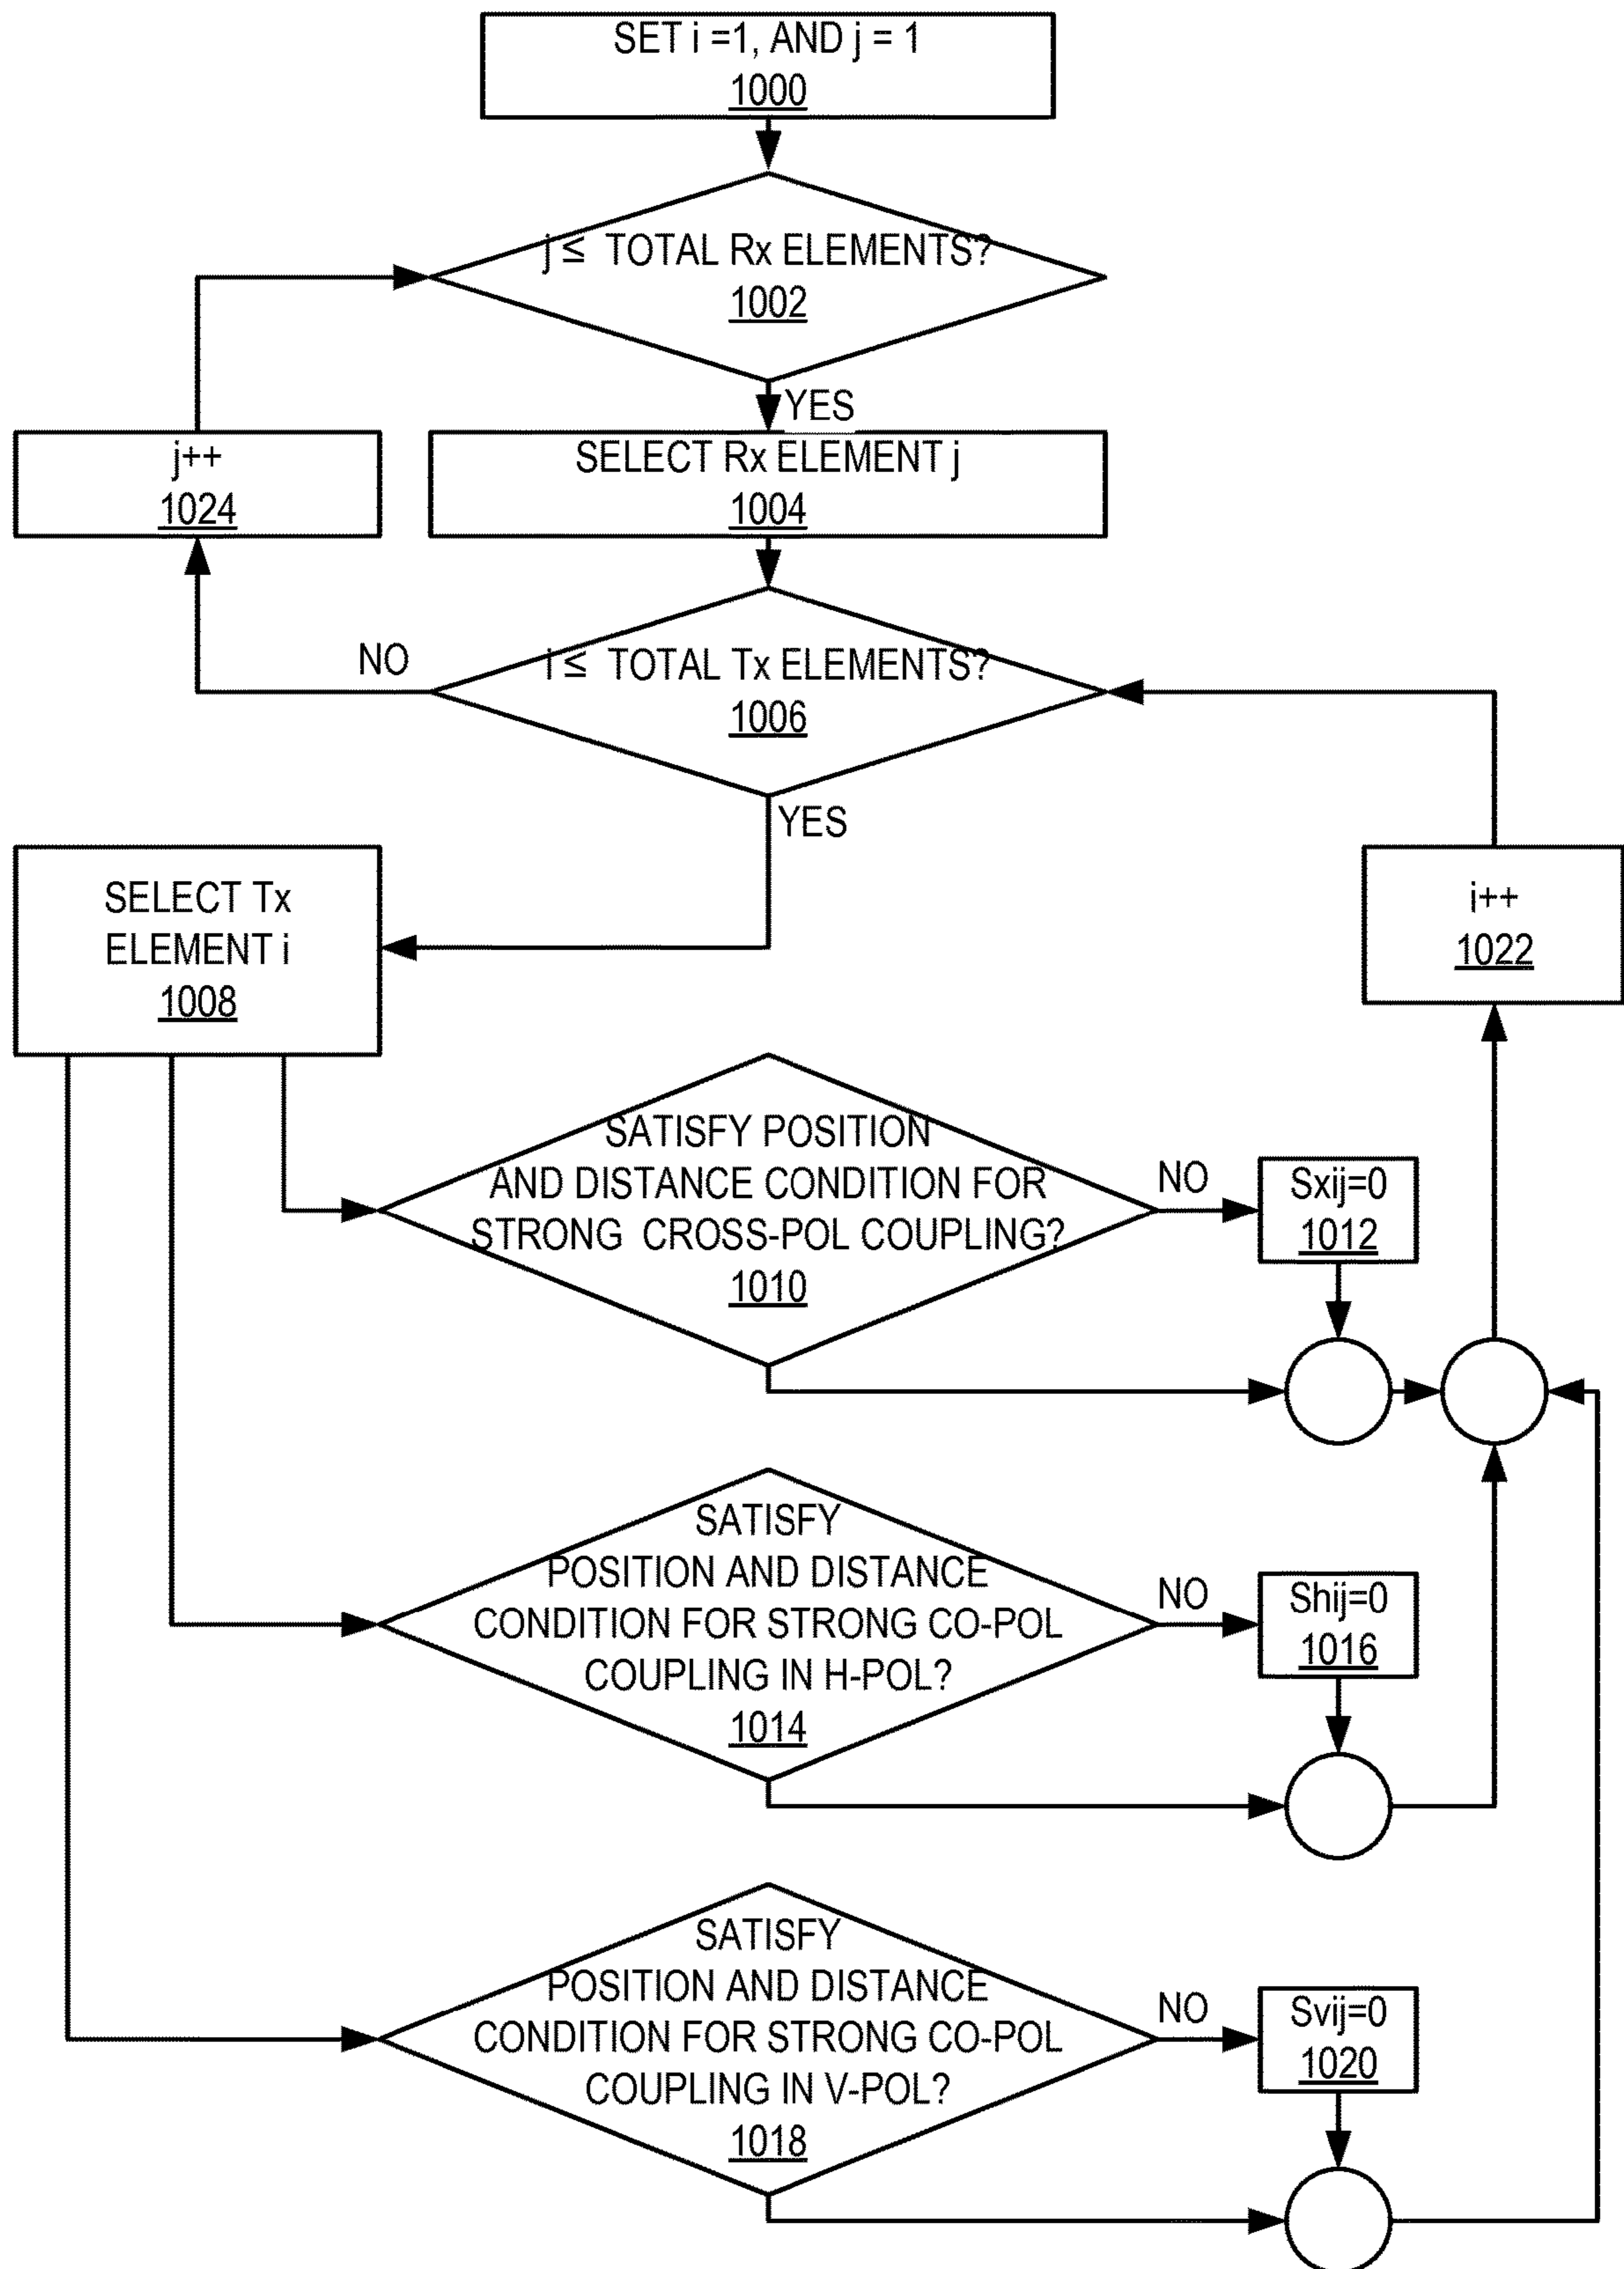 SET i =1, AND j = 1
1000
j ≤ TOTAL Rx ELEMENTS?
1002
YES
j++
1024
SELECT Rx ELEMENT j
1004
NO
i ≤ TOTAL Tx ELEMENTS?
1006
YES
SELECT Tx
ELEMENT i
1008
i++
1022
SATISFY POSITION
AND DISTANCE CONDITION FOR
STRONG CROSS-POL COUPLING?
1010
NO
Sxij=0
1012
SATISFY
POSITION AND DISTANCE
CONDITION FOR STRONG CO-POL
COUPLING IN H-POL?
1014
NO
Shij=0
1016
SATISFY
POSITION AND DISTANCE
CONDITION FOR STRONG CO-POL
COUPLING IN V-POL?
1018
NO
Svij=0
1020